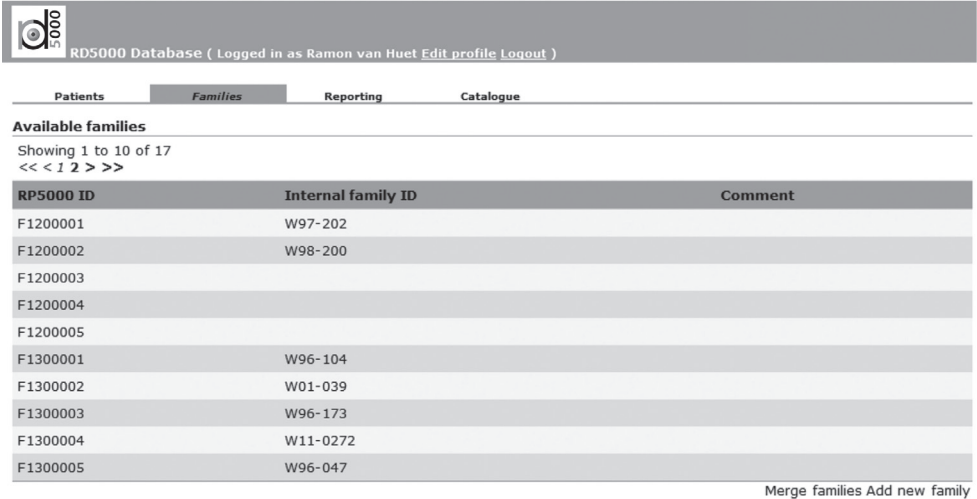 rd 5000
RD5000 Database ( Logged in as Ramon van Huet Edit profile Logout )
Patients Families Reporting Catalogue
Available families
Showing 1 to 10 of 17
<< < 1 2 > >>
RP5000 ID Internal family ID Comment
F1200001 W97-202
F1200002 W98-200
F1200003
F1200004
F1200005
F1300001 W96-104
F1300002 W01-039
F1300003 W96-173
F1300004 W11-0272
F1300005 W96-047
Merge families Add new family